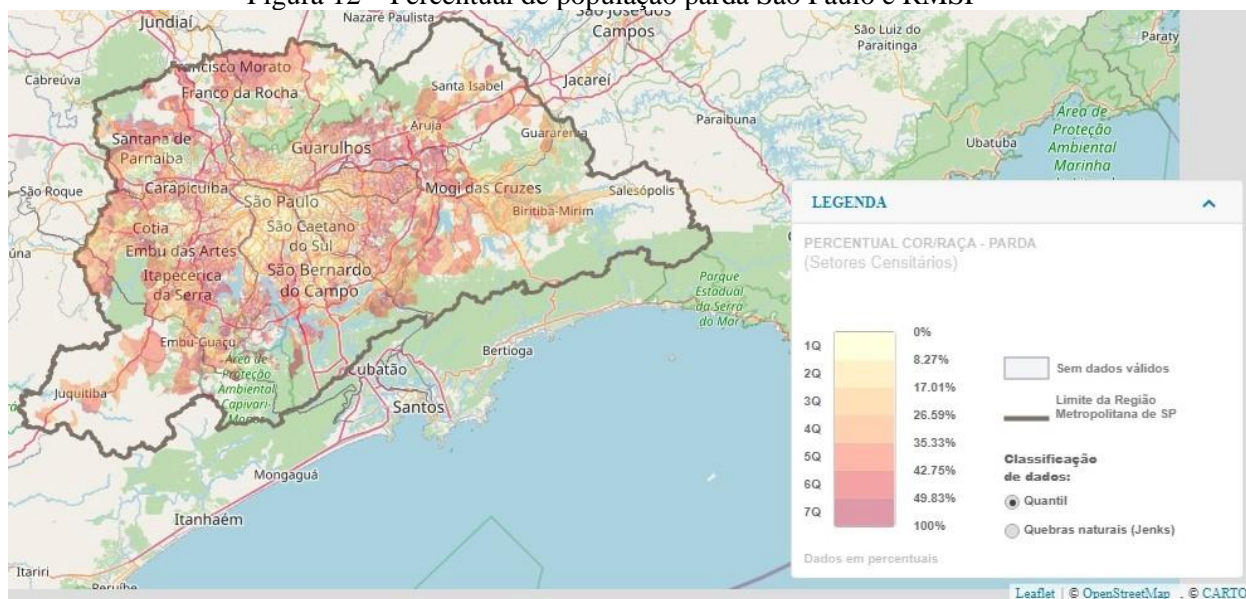 Figura 12 – Percentual de população parda São Paulo e RMSP
Jundiaí
Nazaré Paulista
São José dos
Campos
São Luiz do
Paraitinga
Paraty
Cabreúva
Francisco Morato
Franco da Rocha
Santa Isabel
Jacareí
Paraibuna
Área de
Proteção
Ambiental
Marinha
Ubatuba
Santana de
Parnaíba
Guarulhos
Arujá
Guararema
São Roque
Carapicuíba
São Paulo
Mogi das Cruzes
Salesópolis
Biritiba-Mirim
Cotia
São Caetano
do Sul
Embu das Artes
Itapecerica
da Serra
São Bernardo
do Campo
Parque
Estadual
da Serra
do Mar
Embu-Guaçu
Área de
Proteção
Ambiental
Capivari-
Monos
Cubatão
Bertioga
Juquitiba
Santos
Mongaguá
Itanhaém
Itariri
Peruíbe
LEGENDA
PERCENTUAL COR/RAÇA - PARDA
(Setores Censitários)
0%
1Q
8.27%
2Q
17.01%
3Q
26.59%
4Q
35.33%
5Q
42.75%
6Q
49.83%
7Q
100%
Sem dados válidos
Limite da Região
Metropolitana de SP
Classificação
de dados:
Quantil
Quebras naturais (Jenks)
Dados em percentuais
Leaflet | © OpenStreetMap , © CARTO